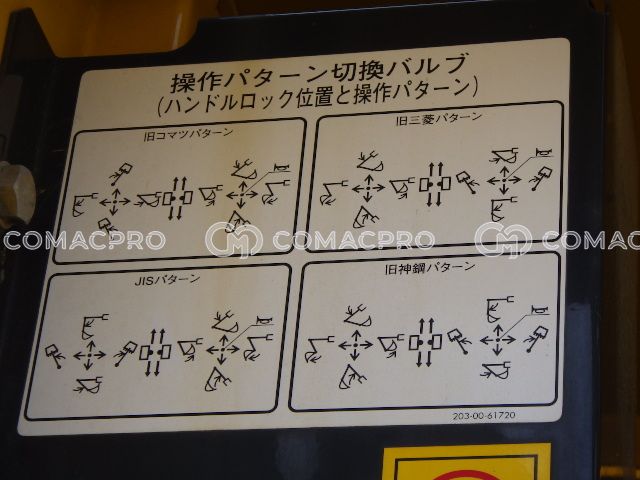 操作パターン切換バルブ
(ハンドルロック位置と操作パターン)
旧コマツパターン
旧三菱パターン
COMACPRO COMACPRO COMAC
JISパターン
旧神鋼パターン
203-00-61720